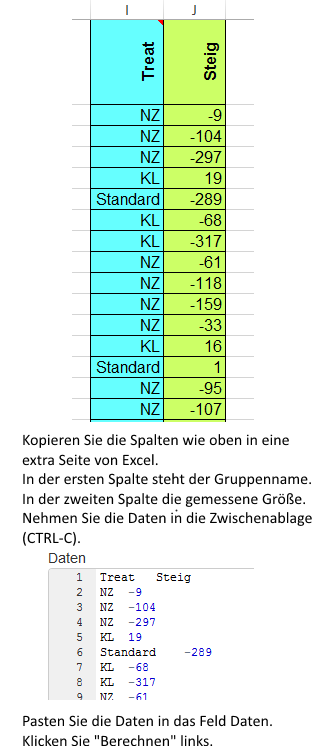 I J
Treat Steig
NZ -9
NZ -104
NZ -297
KL 19
Standard -289
KL -68
KL -317
NZ -61
NZ -118
NZ -159
NZ -33
KL 16
Standard 1
NZ -95
NZ -107
Kopieren Sie die Spalten wie oben in eine
extra Seite von Excel.
In der ersten Spalte steht der Gruppenname.
In der zweiten Spalte die gemessene Größe.
Nehmen Sie die Daten in die Zwischenablage
(CTRL-C).
Daten
1 Treat Steig
2 NZ -9
3 NZ -104
4 NZ -297
5 KL 19
6 Standard -289
7 KL -68
8 KL -317
9 NZ -61
Pasten Sie die Daten in das Feld Daten.
Klicken Sie "Berechnen" links.